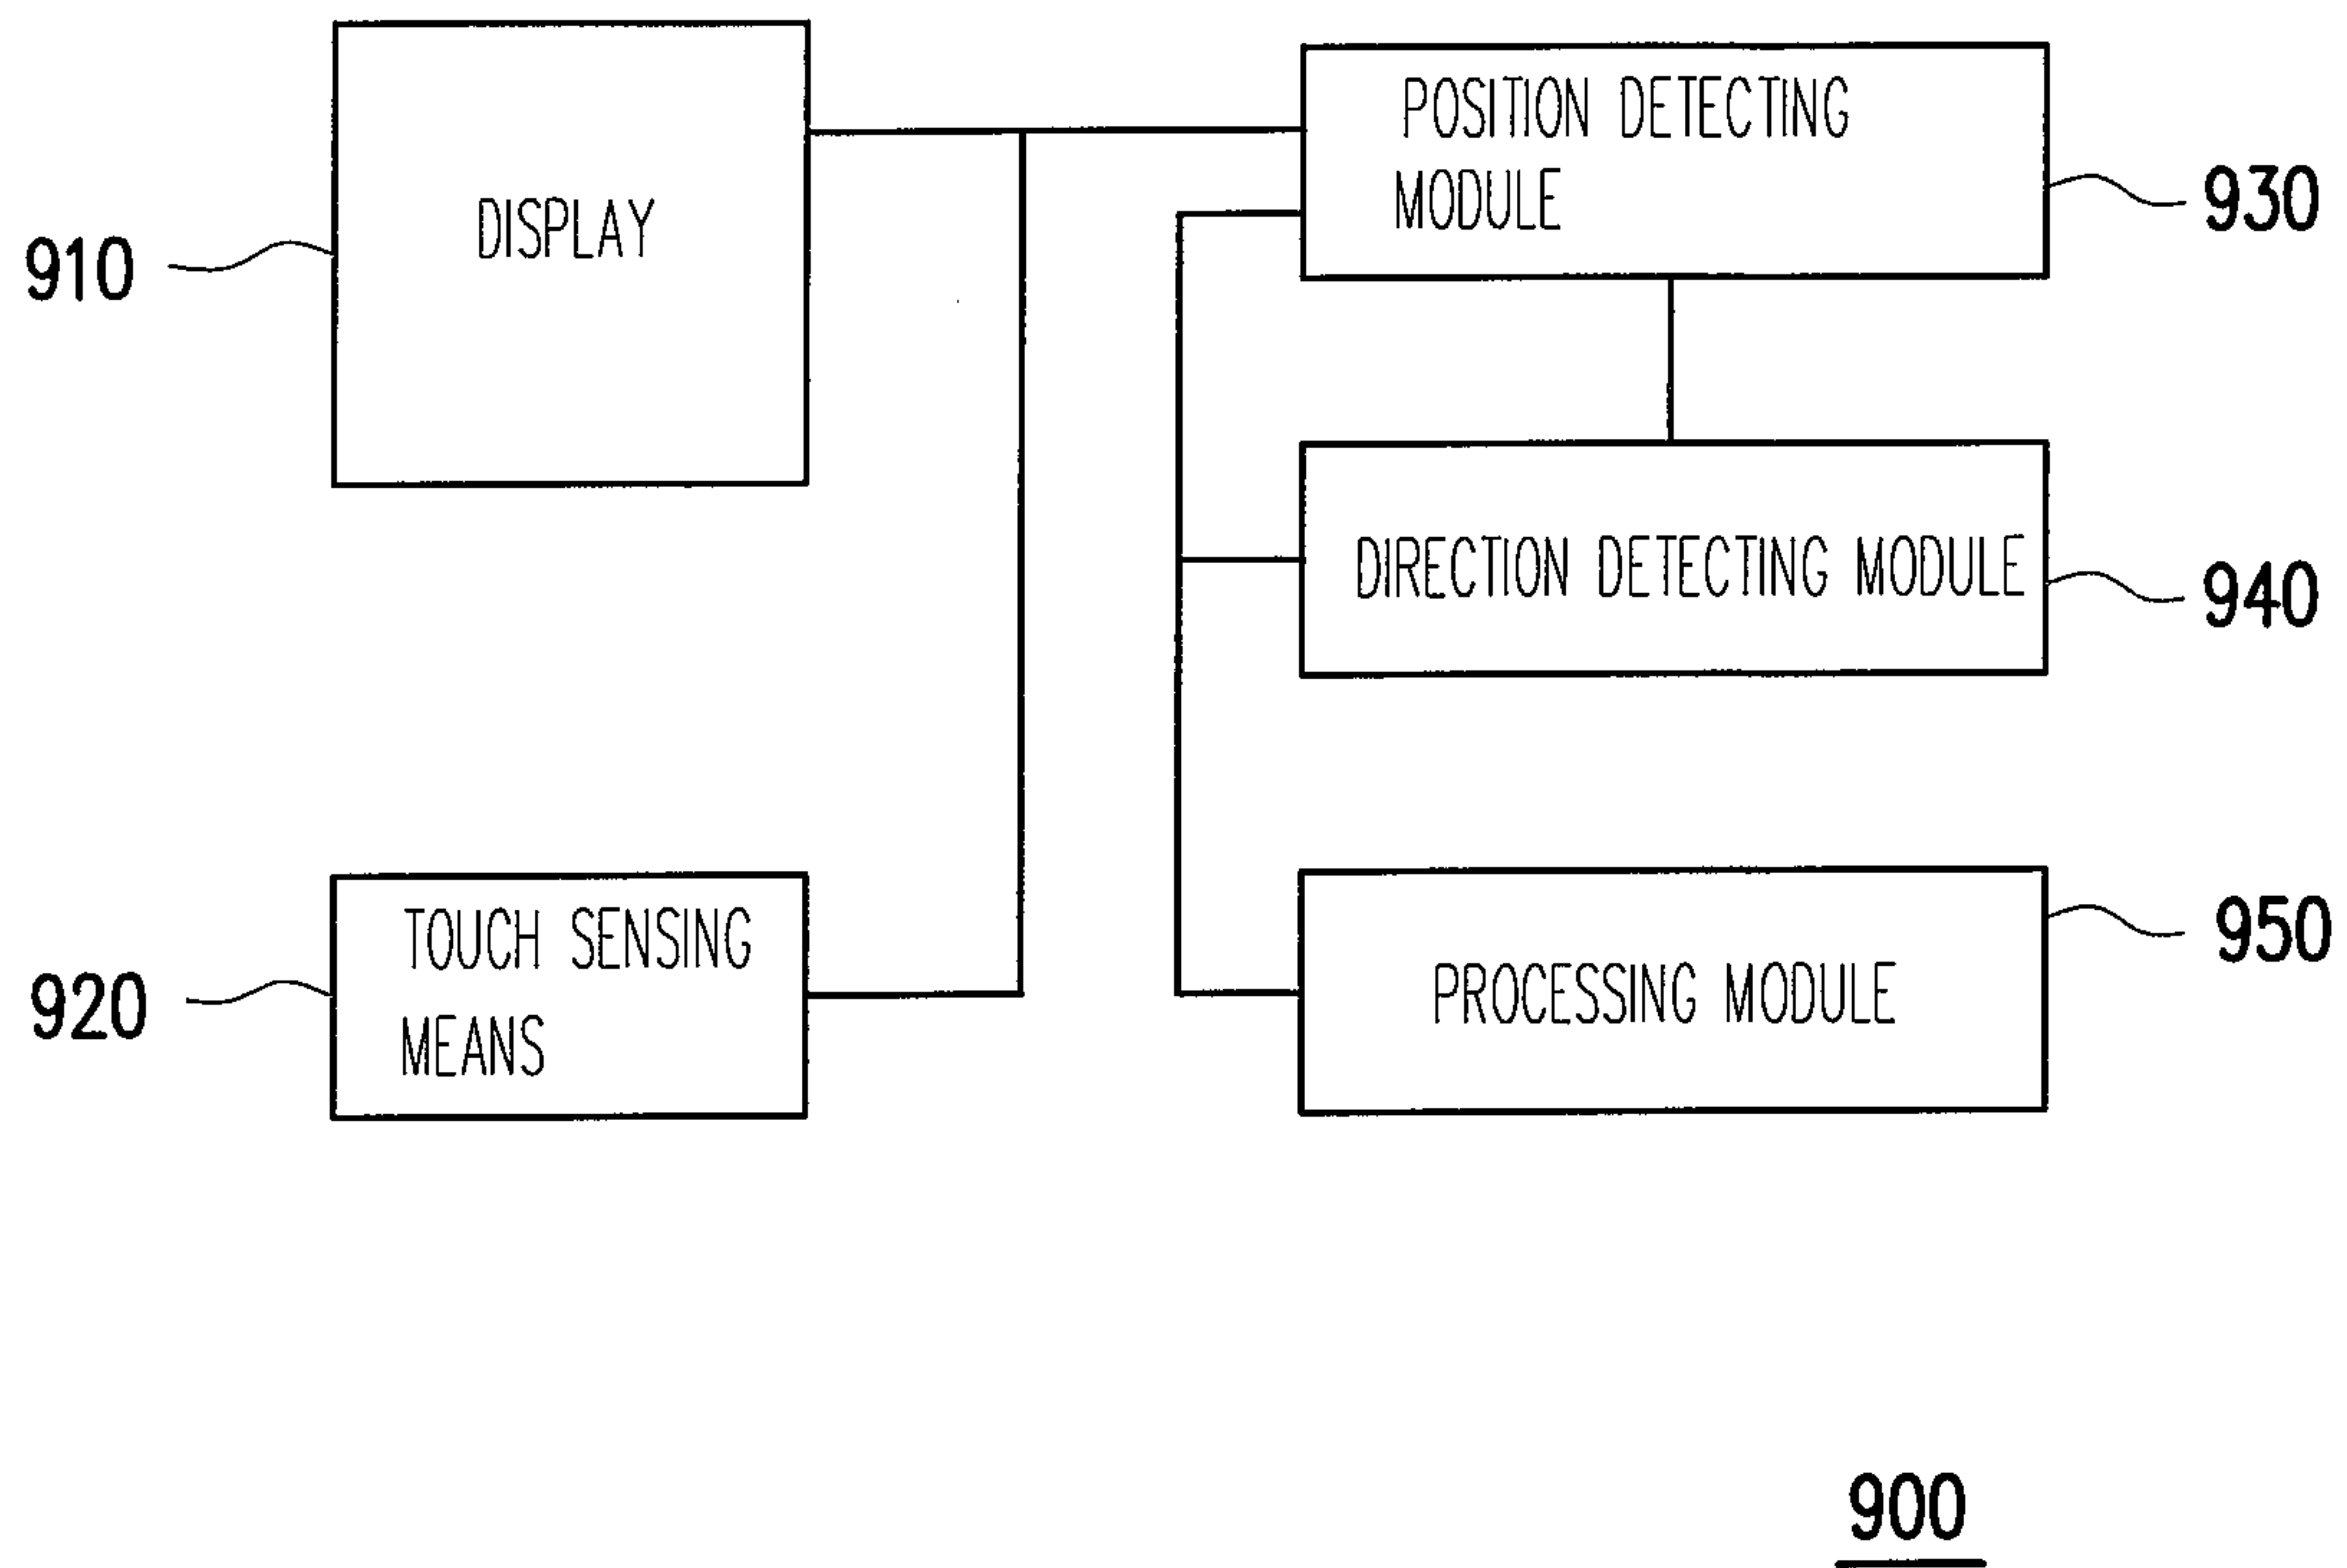 DISPLAY
910
POSITION DETECTING
MODULE
930
DIRECTION DETECTING MODULE
940
TOUCH SENSING
MEANS
920
PROCESSING MODULE
950
900